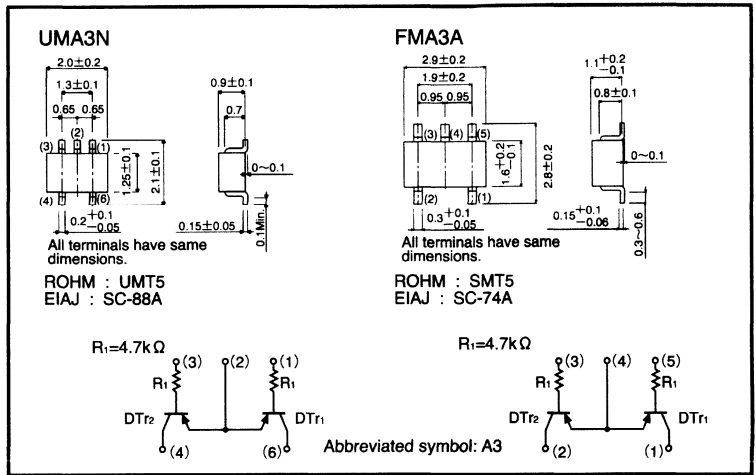 UMA3N
2.0±0.2
1.3±0.1
0.65 0.65
(3) (2) (1)
(4) (6)
1.25±0.1
2.1±0.1
0.2 +0.1 −0.05
0.9±0.1
0.7
0~0.1
0.15±0.05
0.1Min.
All terminals have same
dimensions.
ROHM : UMT5
EIAJ : SC-88A
FMA3A
2.9±0.2
1.9±0.2
0.95 0.95
(3) (4) (5)
(2) (1)
1.6 +0.2 −0.1
2.8±0.2
0.3 +0.1 −0.05
1.1 +0.2 −0.1
0.8±0.1
0~0.1
0.15 +0.1 −0.06
0.3~0.6
All terminals have same
dimensions.
ROHM : SMT5
EIAJ : SC-74A
R1=4.7kΩ
(3) (2) (1)
R1 R1
DTr2 DTr1
(4) (6)
Abbreviated symbol: A3
R1=4.7kΩ
(3) (4) (5)
R1 R1
DTr2 DTr1
(2) (1)